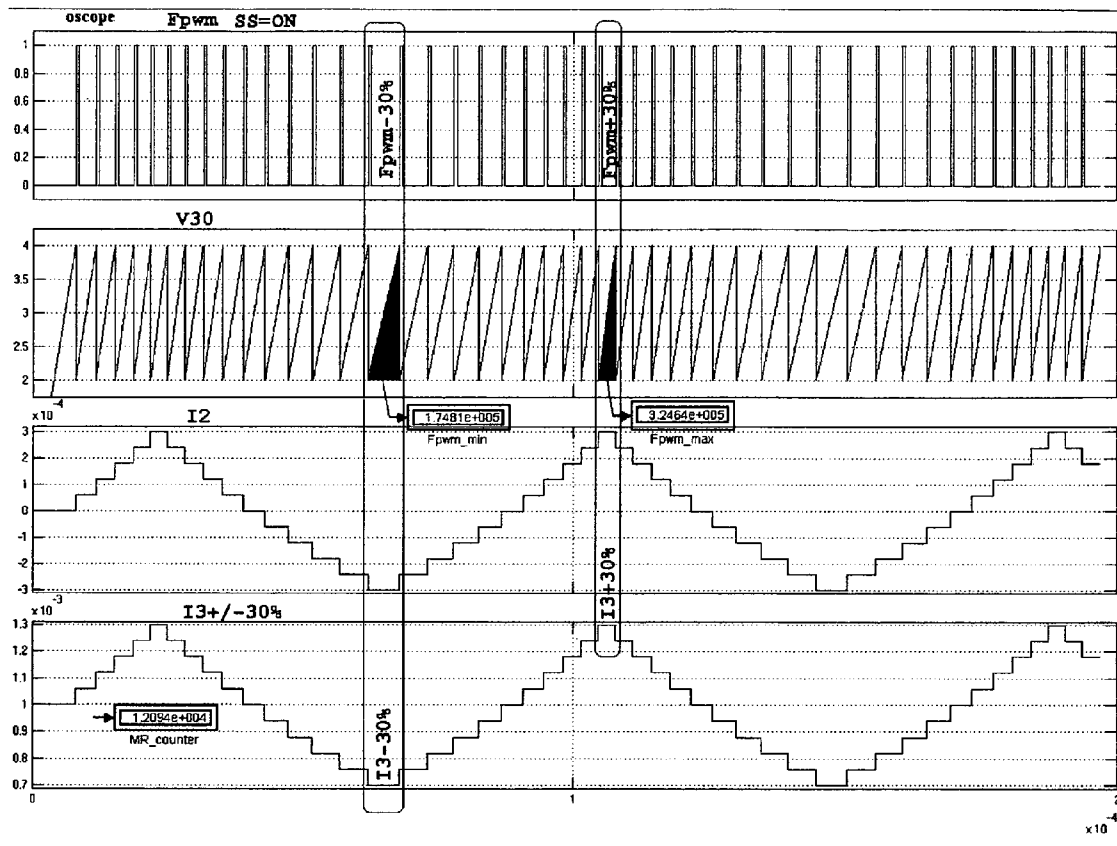 oscope Fpwm SS=ON
1
0.8
0.6
0.4
0.2
0
Fpwm-30%
Fpwm+30%
V30
4
3.5
3
2.5
2
1.7481e+005
Fpwm_min
3.2464e+005
Fpwm_max
x10 -4
I2
3
2
1
0
-1
-2
-3
I3+30%
x10 -3
I3+/-30%
1.3
1.2
1.1
1
0.9
0.8
0.7
1.2094e+004
MR_counter
I3-30%
0
1
2
x10 -4